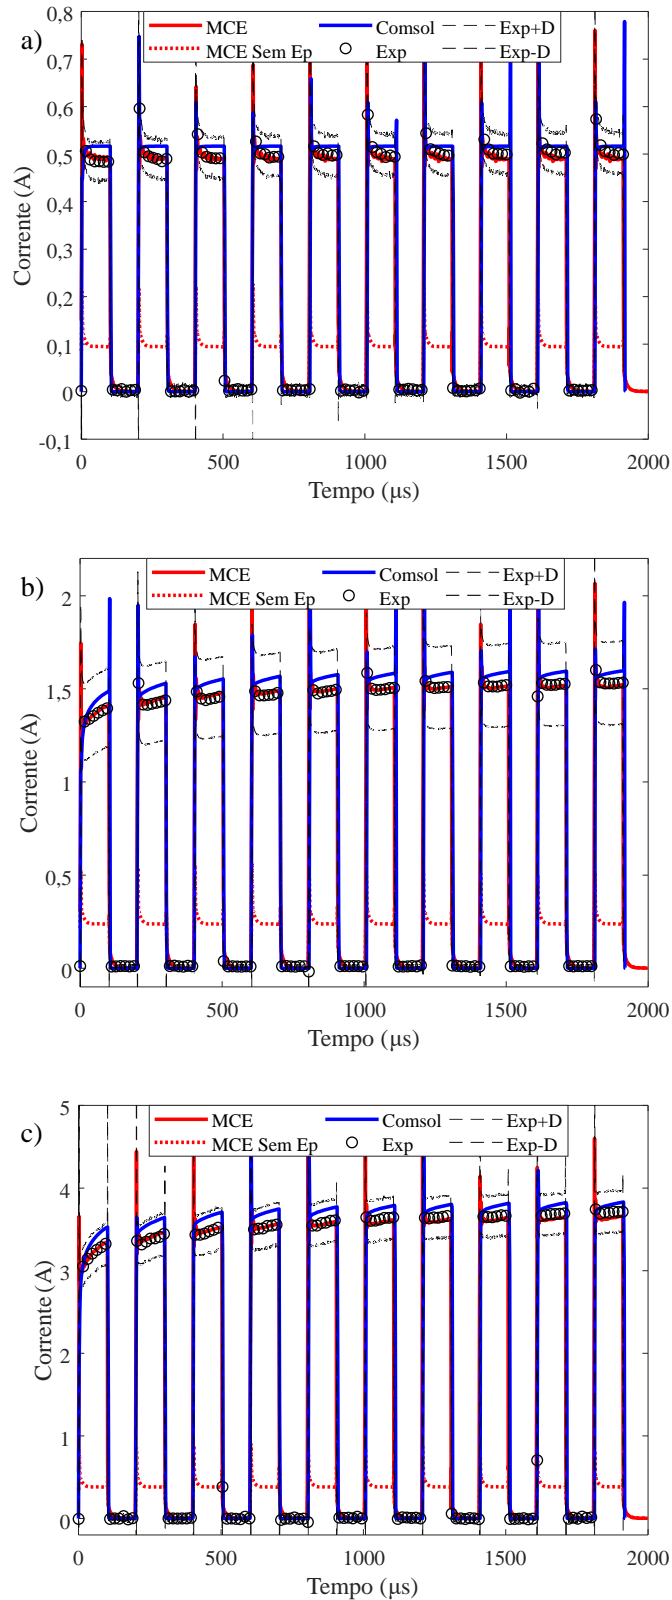 a)
MCE
Comsol
Exp+D
MCE Sem Ep
Exp
Exp-D
0,8
0,7
0,6
0,5
0,4
0,3
0,2
0,1
0
-0,1
Corrente (A)
0
500
1000
1500
2000
Tempo (μs)
b)
MCE
Comsol
Exp+D
MCE Sem Ep
Exp
Exp-D
2
1,5
1
0,5
0
Corrente (A)
0
500
1000
1500
2000
Tempo (μs)
c)
MCE
Comsol
Exp+D
MCE Sem Ep
Exp
Exp-D
5
4
3
2
1
0
Corrente (A)
0
500
1000
1500
2000
Tempo (μs)